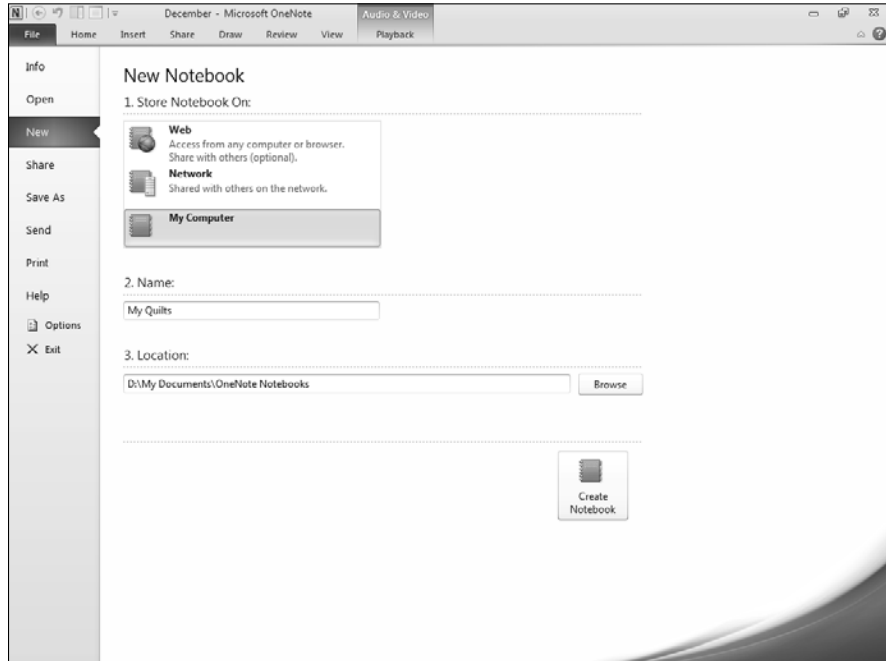 December - Microsoft OneNote
Audio & Video
File Home Insert Share Draw Review View Playback
Info
Open
New
Share
Save As
Send
Print
Help
Options
Exit
New Notebook
1. Store Notebook On:
Web
Access from any computer or browser.
Share with others (optional).
Network
Shared with others on the network.
My Computer
2. Name:
My Quilts
3. Location:
D:\My Documents\OneNote Notebooks
Browse
Create
Notebook